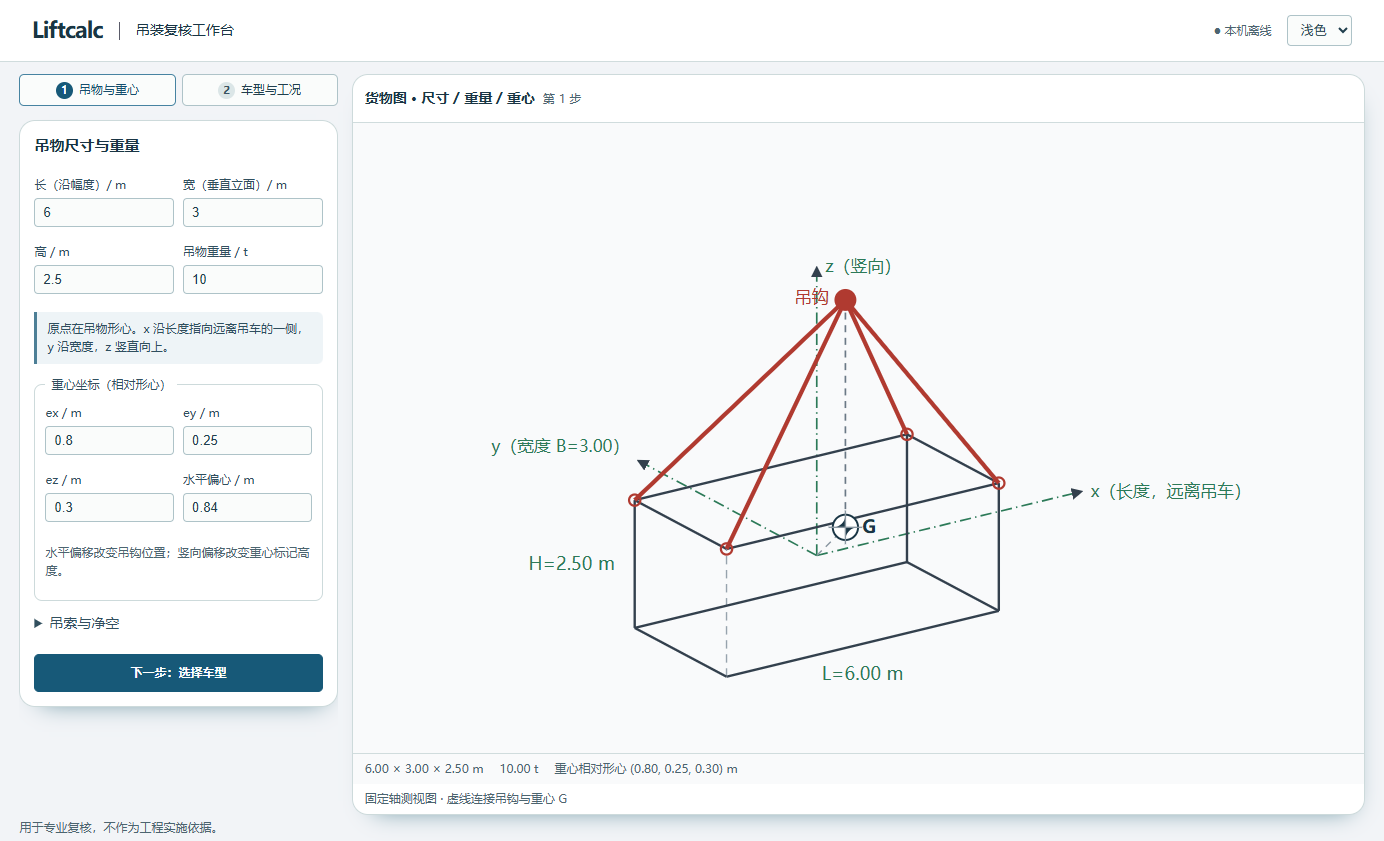 Liftcalc 吊装复核工作台
本机离线 浅色
1 吊物与重心
2 车型与工况
吊物尺寸与重量
长（沿幅度）/ m 宽（垂直立面）/ m
6 3
高 / m 吊物重量 / t
2.5 10
原点在吊物形心。x 沿长度指向远离吊车的一侧，
y 沿宽度，z 竖直向上。
重心坐标（相对形心）
ex / m ey / m
0.8 0.25
ez / m 水平偏心 / m
0.3 0.84
水平偏移改变吊钩位置；竖向偏移改变重心标记高
度。
吊索与净空
下一步：选择车型
用于专业复核，不作为工程实施依据。
货物图 • 尺寸 / 重量 / 重心 第 1 步
z（竖向）
吊钩
y（宽度 B=3.00）
x（长度，远离吊车）
G
H=2.50 m
L=6.00 m
6.00 × 3.00 × 2.50 m 10.00 t 重心相对形心 (0.80, 0.25, 0.30) m
固定轴测视图 · 虚线连接吊钩与重心 G